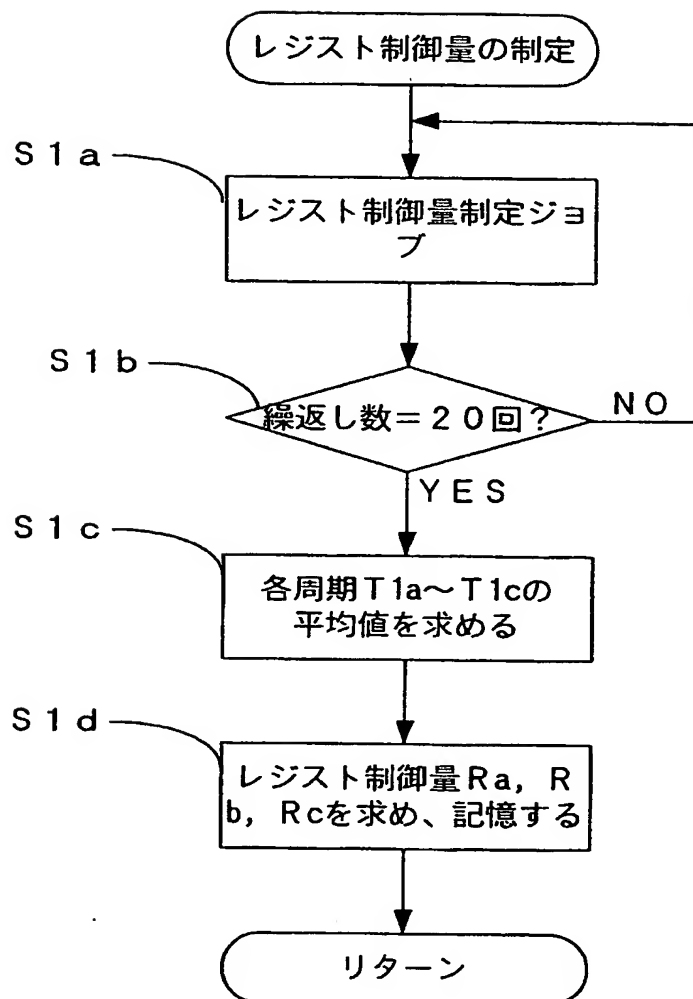 レジスト制御量の制定
S1a
レジスト制御量制定ジョ
ブ
S1b
繰返し数=20回?
NO
YES
S1c
各周期T1a~T1cの
平均値を求める
S1d
レジスト制御量Ra, R
b, Rcを求め、記憶する
リターン